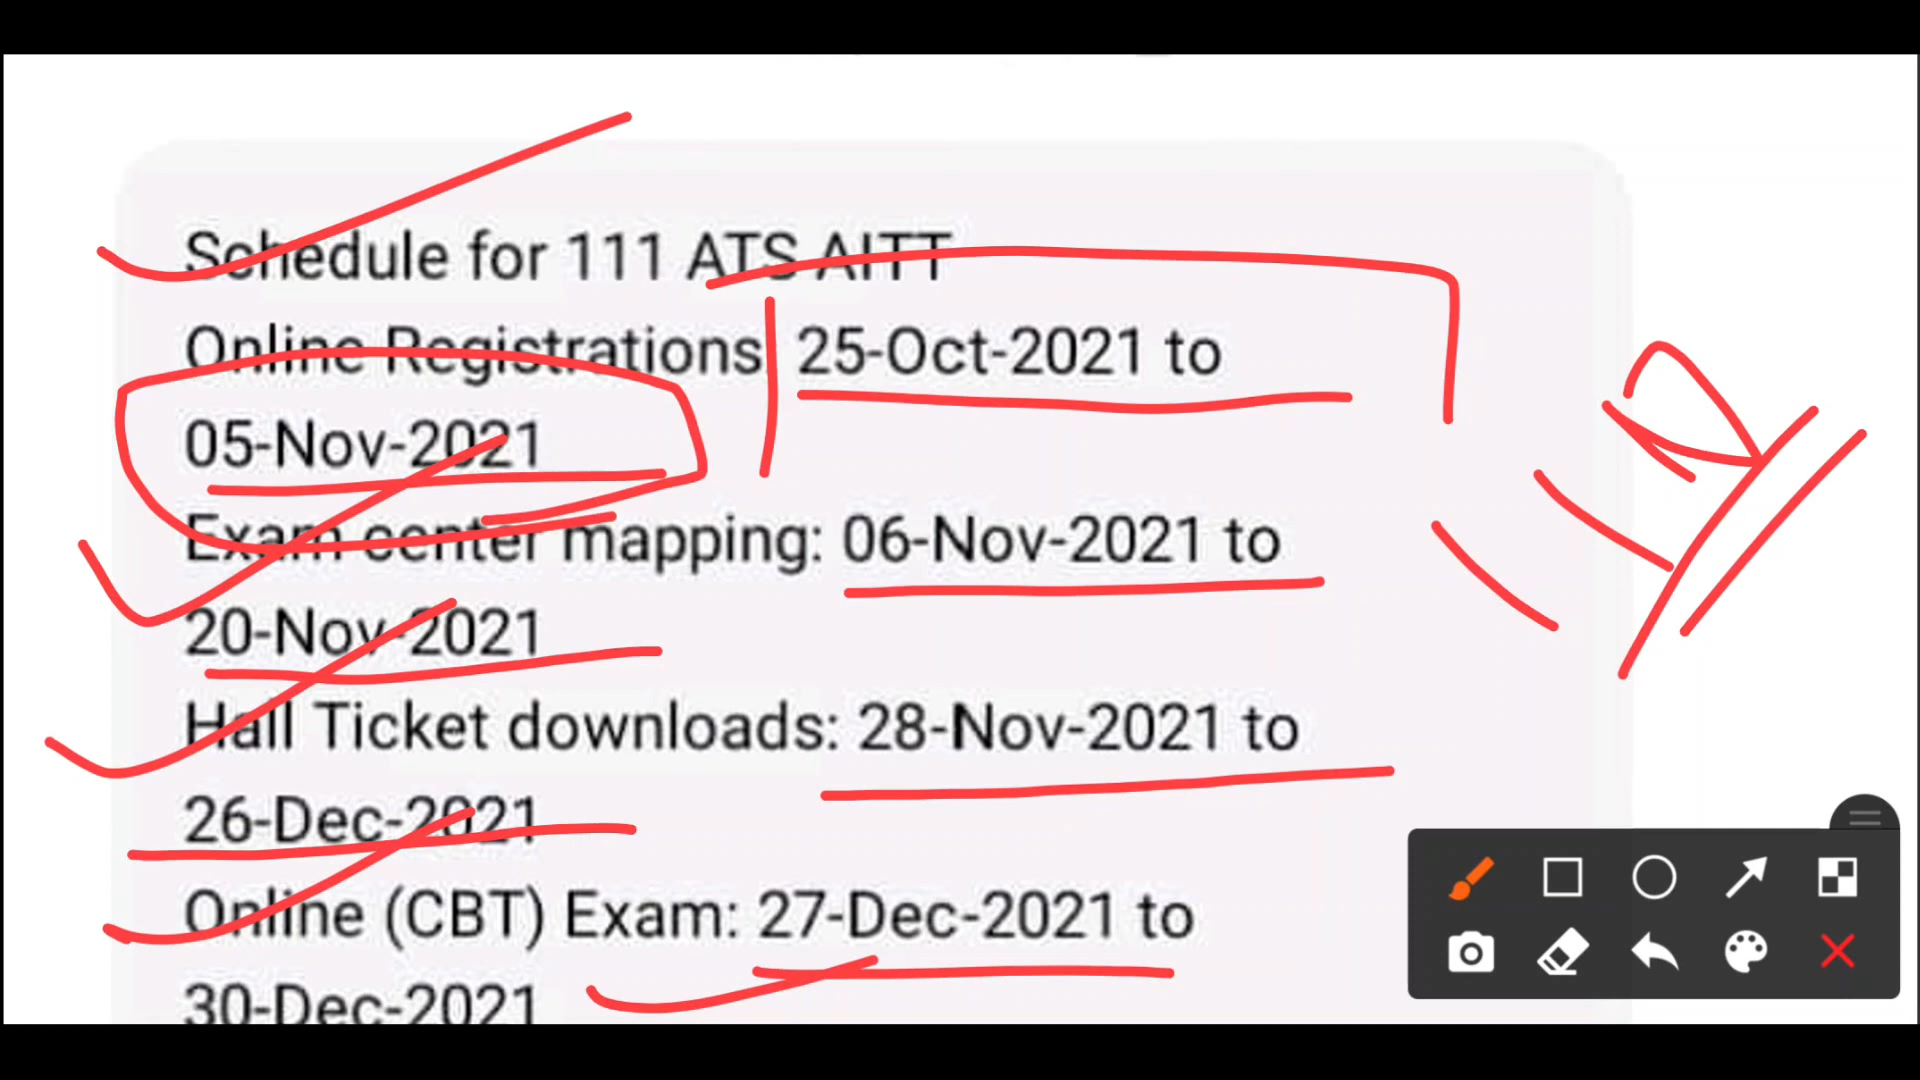 Schedule for 111 ATS AITT
Online Registrations: 25-Oct-2021 to
05-Nov-2021
Exam center mapping: 06-Nov-2021 to
20-Nov-2021
Hall Ticket downloads: 28-Nov-2021 to
26-Dec-2021
Online (CBT) Exam: 27-Dec-2021 to
30-Dec-2021